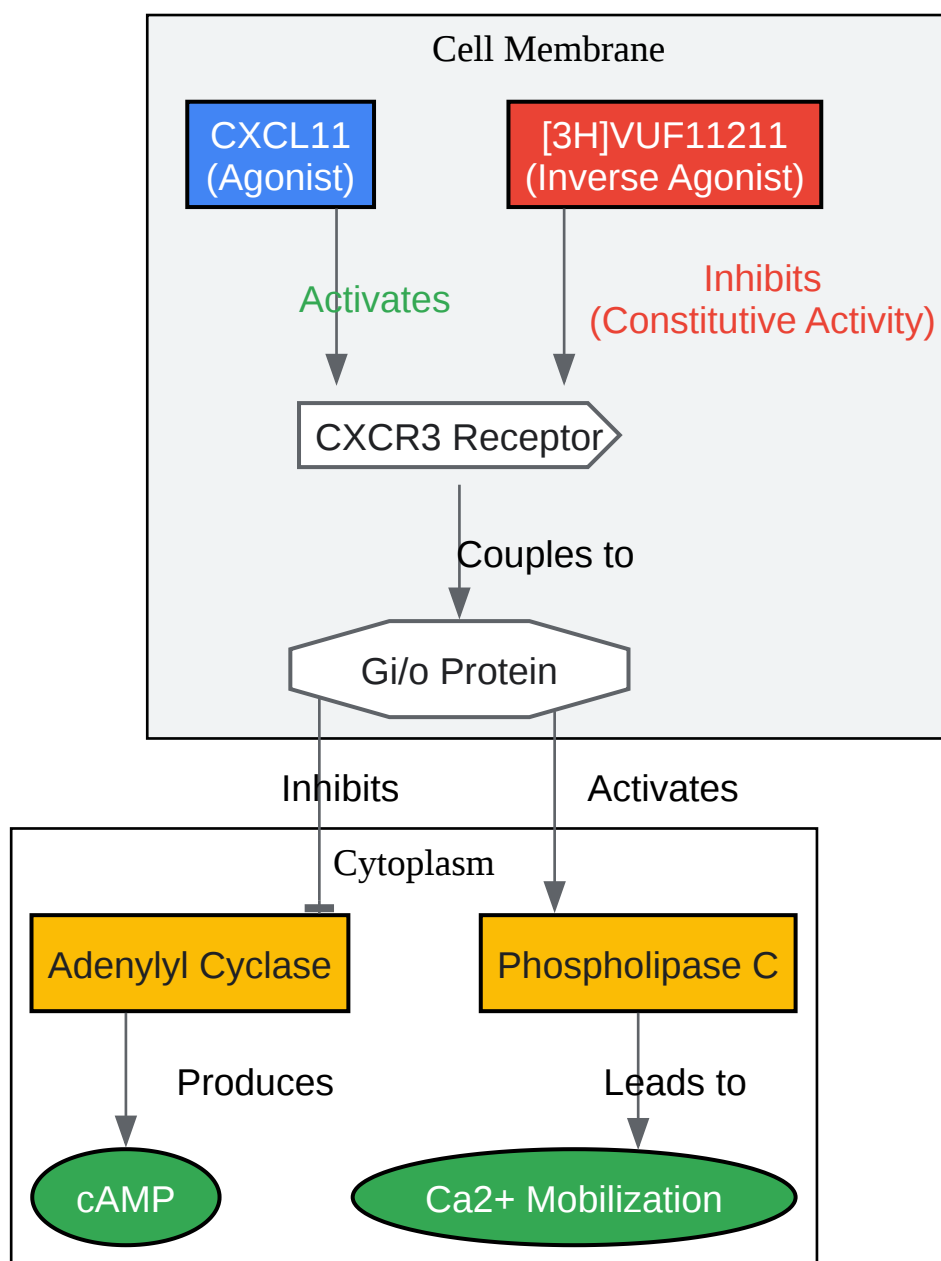 Cell Membrane
CXCL11
(Agonist)
[3H]VUF11211
(Inverse Agonist)
Activates
Inhibits
(Constitutive Activity)
CXCR3 Receptor
Couples to
Gi/o Protein
Inhibits
Activates
Cytoplasm
Adenylyl Cyclase
Phospholipase C
Produces
Leads to
cAMP
Ca2+ Mobilization